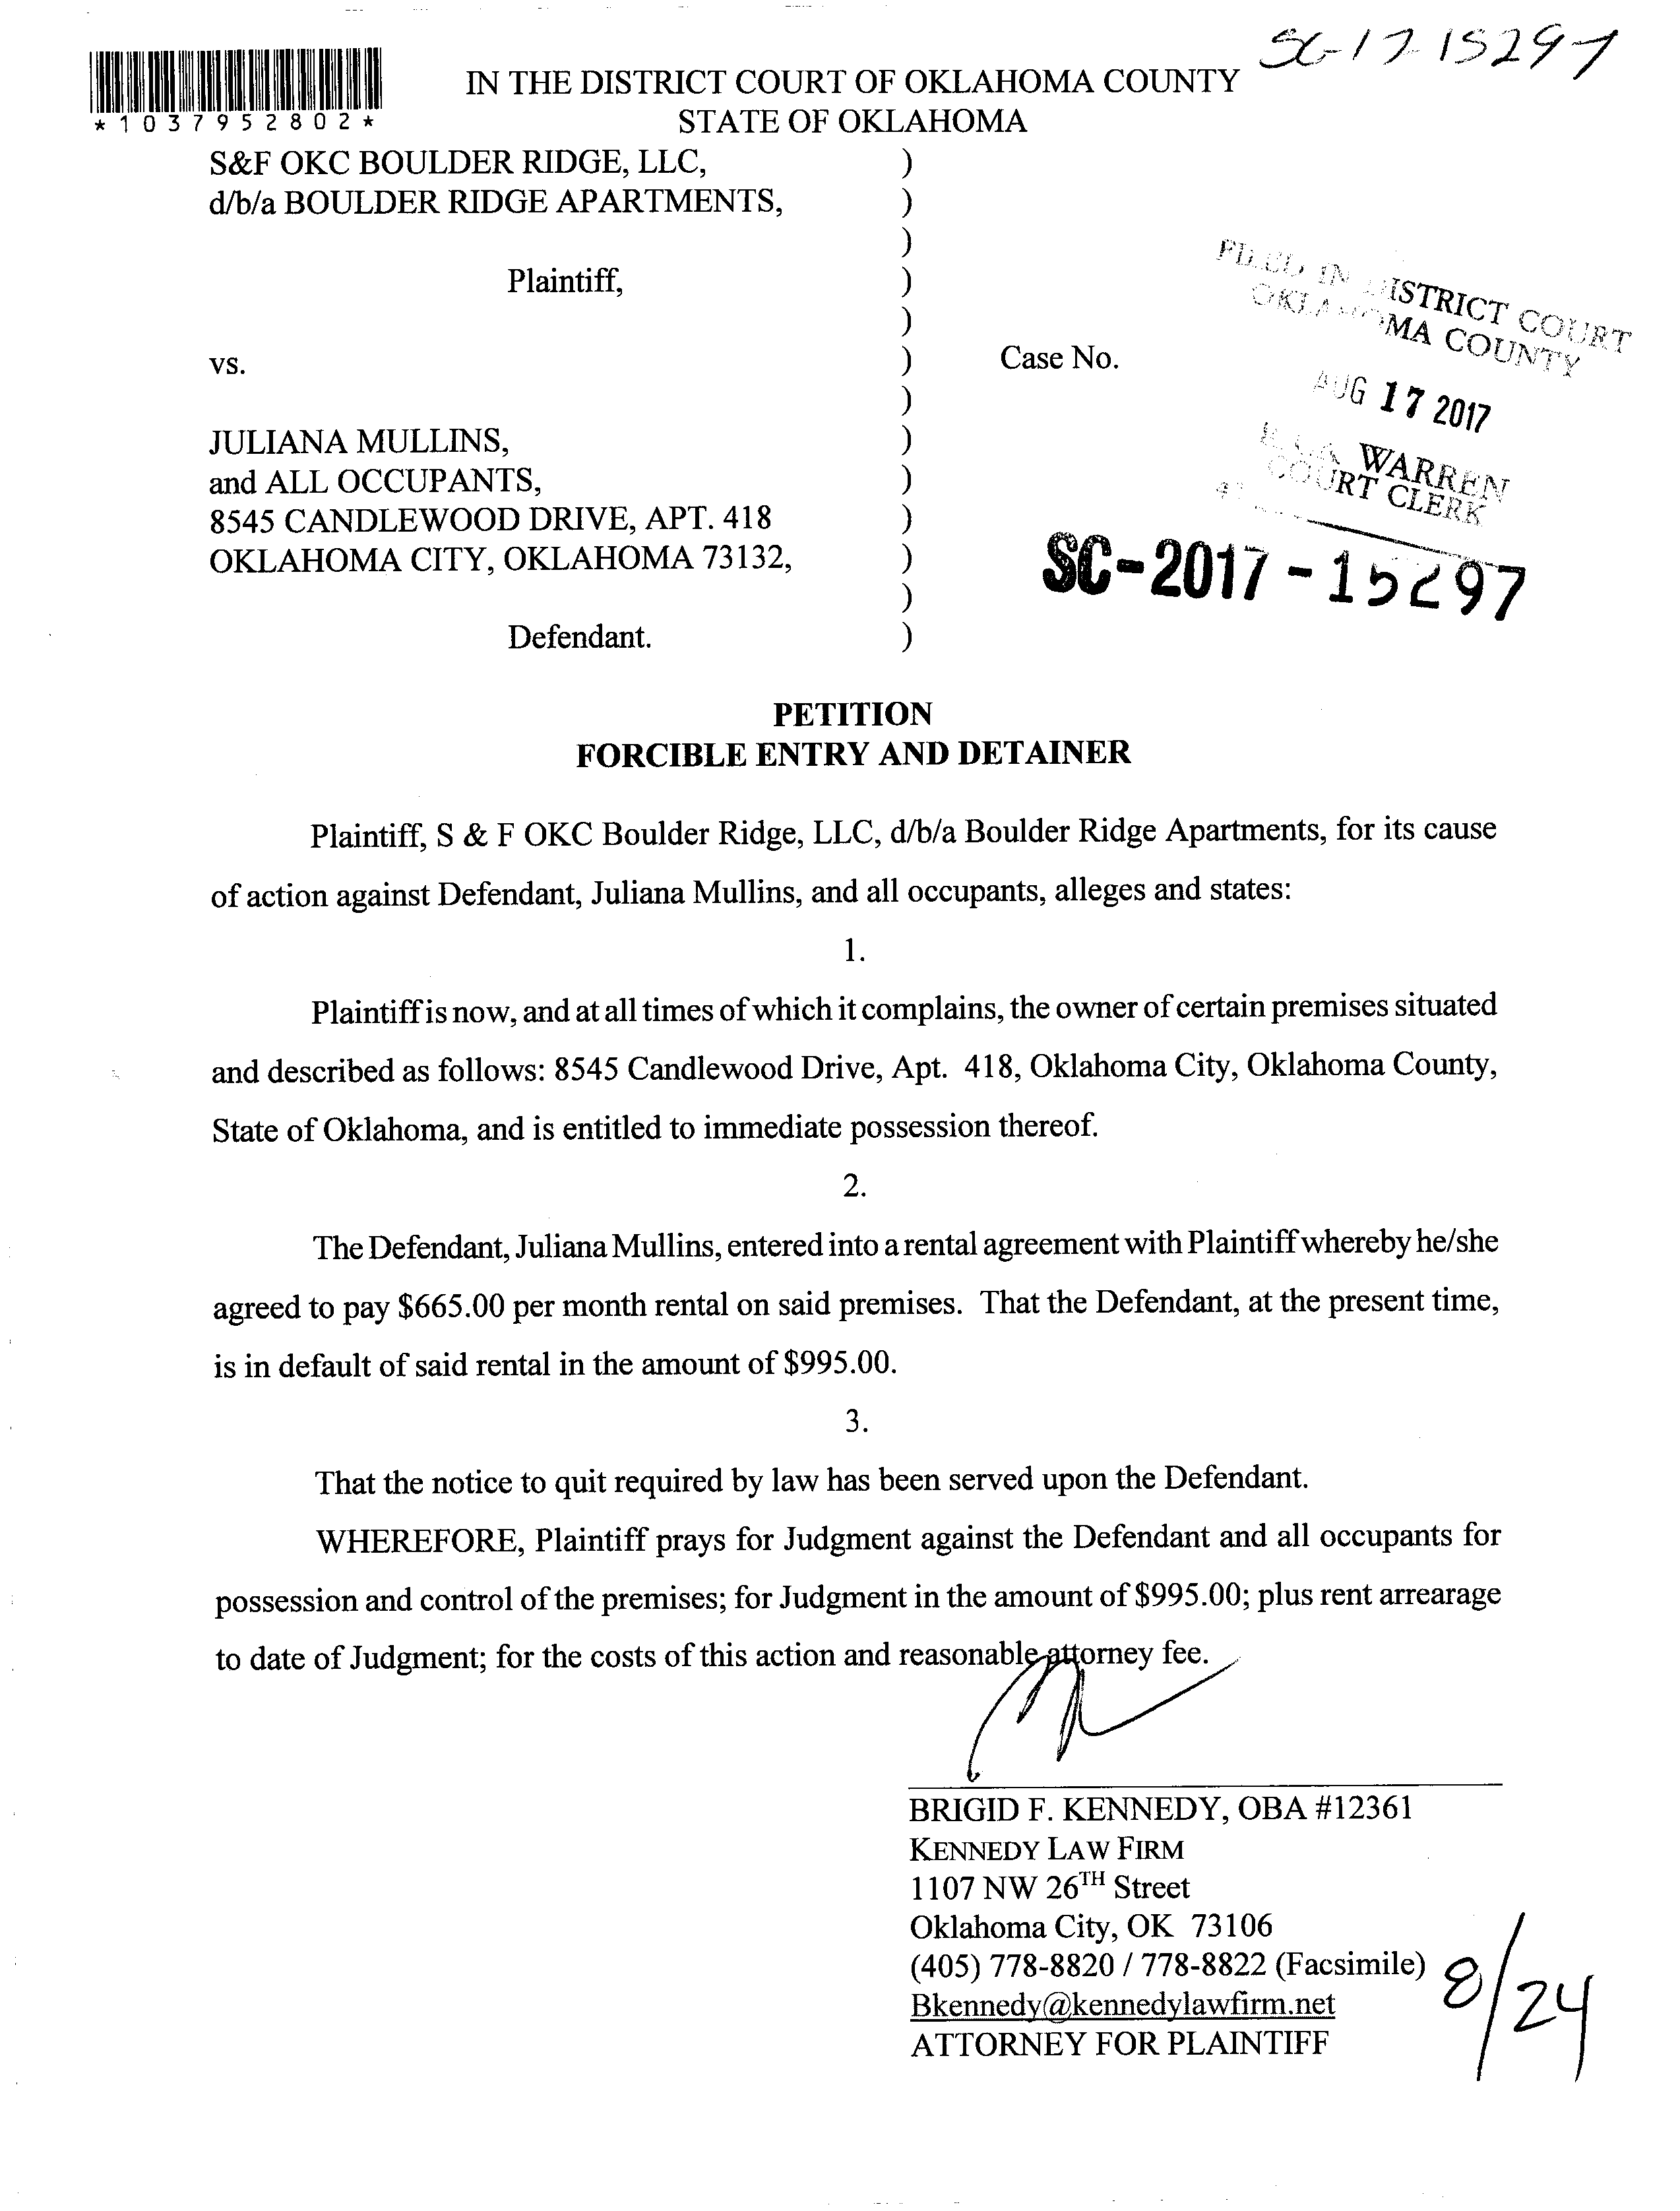 SC-17-15297
*1037952802*
IN THE DISTRICT COURT OF OKLAHOMA COUNTY
STATE OF OKLAHOMA
S&F OKC BOULDER RIDGE, LLC, )
d/b/a BOULDER RIDGE APARTMENTS, )
)
Plaintiff, )
)
vs. ) Case No.
)
JULIANA MULLINS, )
and ALL OCCUPANTS, )
8545 CANDLEWOOD DRIVE, APT. 418 )
OKLAHOMA CITY, OKLAHOMA 73132, )
)
Defendant. )
FILED IN DISTRICT COURT
OKLAHOMA COUNTY
AUG 17 2017
WARREN
COURT CLERK
SC-2017-15297
PETITION
FORCIBLE ENTRY AND DETAINER
Plaintiff, S & F OKC Boulder Ridge, LLC, d/b/a Boulder Ridge Apartments, for its cause
of action against Defendant, Juliana Mullins, and all occupants, alleges and states:
1.
Plaintiff is now, and at all times of which it complains, the owner of certain premises situated
and described as follows: 8545 Candlewood Drive, Apt. 418, Oklahoma City, Oklahoma County,
State of Oklahoma, and is entitled to immediate possession thereof.
2.
The Defendant, Juliana Mullins, entered into a rental agreement with Plaintiff whereby he/she
agreed to pay $665.00 per month rental on said premises. That the Defendant, at the present time,
is in default of said rental in the amount of $995.00.
3.
That the notice to quit required by law has been served upon the Defendant.
WHEREFORE, Plaintiff prays for Judgment against the Defendant and all occupants for
possession and control of the premises; for Judgment in the amount of $995.00; plus rent arrearage
to date of Judgment; for the costs of this action and reasonable attorney fee.
BRIGID F. KENNEDY, OBA #12361
KENNEDY LAW FIRM
1107 NW 26TH Street
Oklahoma City, OK 73106
(405) 778-8820 / 778-8822 (Facsimile)
Bkennedy@kennedylawfirm.net
ATTORNEY FOR PLAINTIFF
8/24